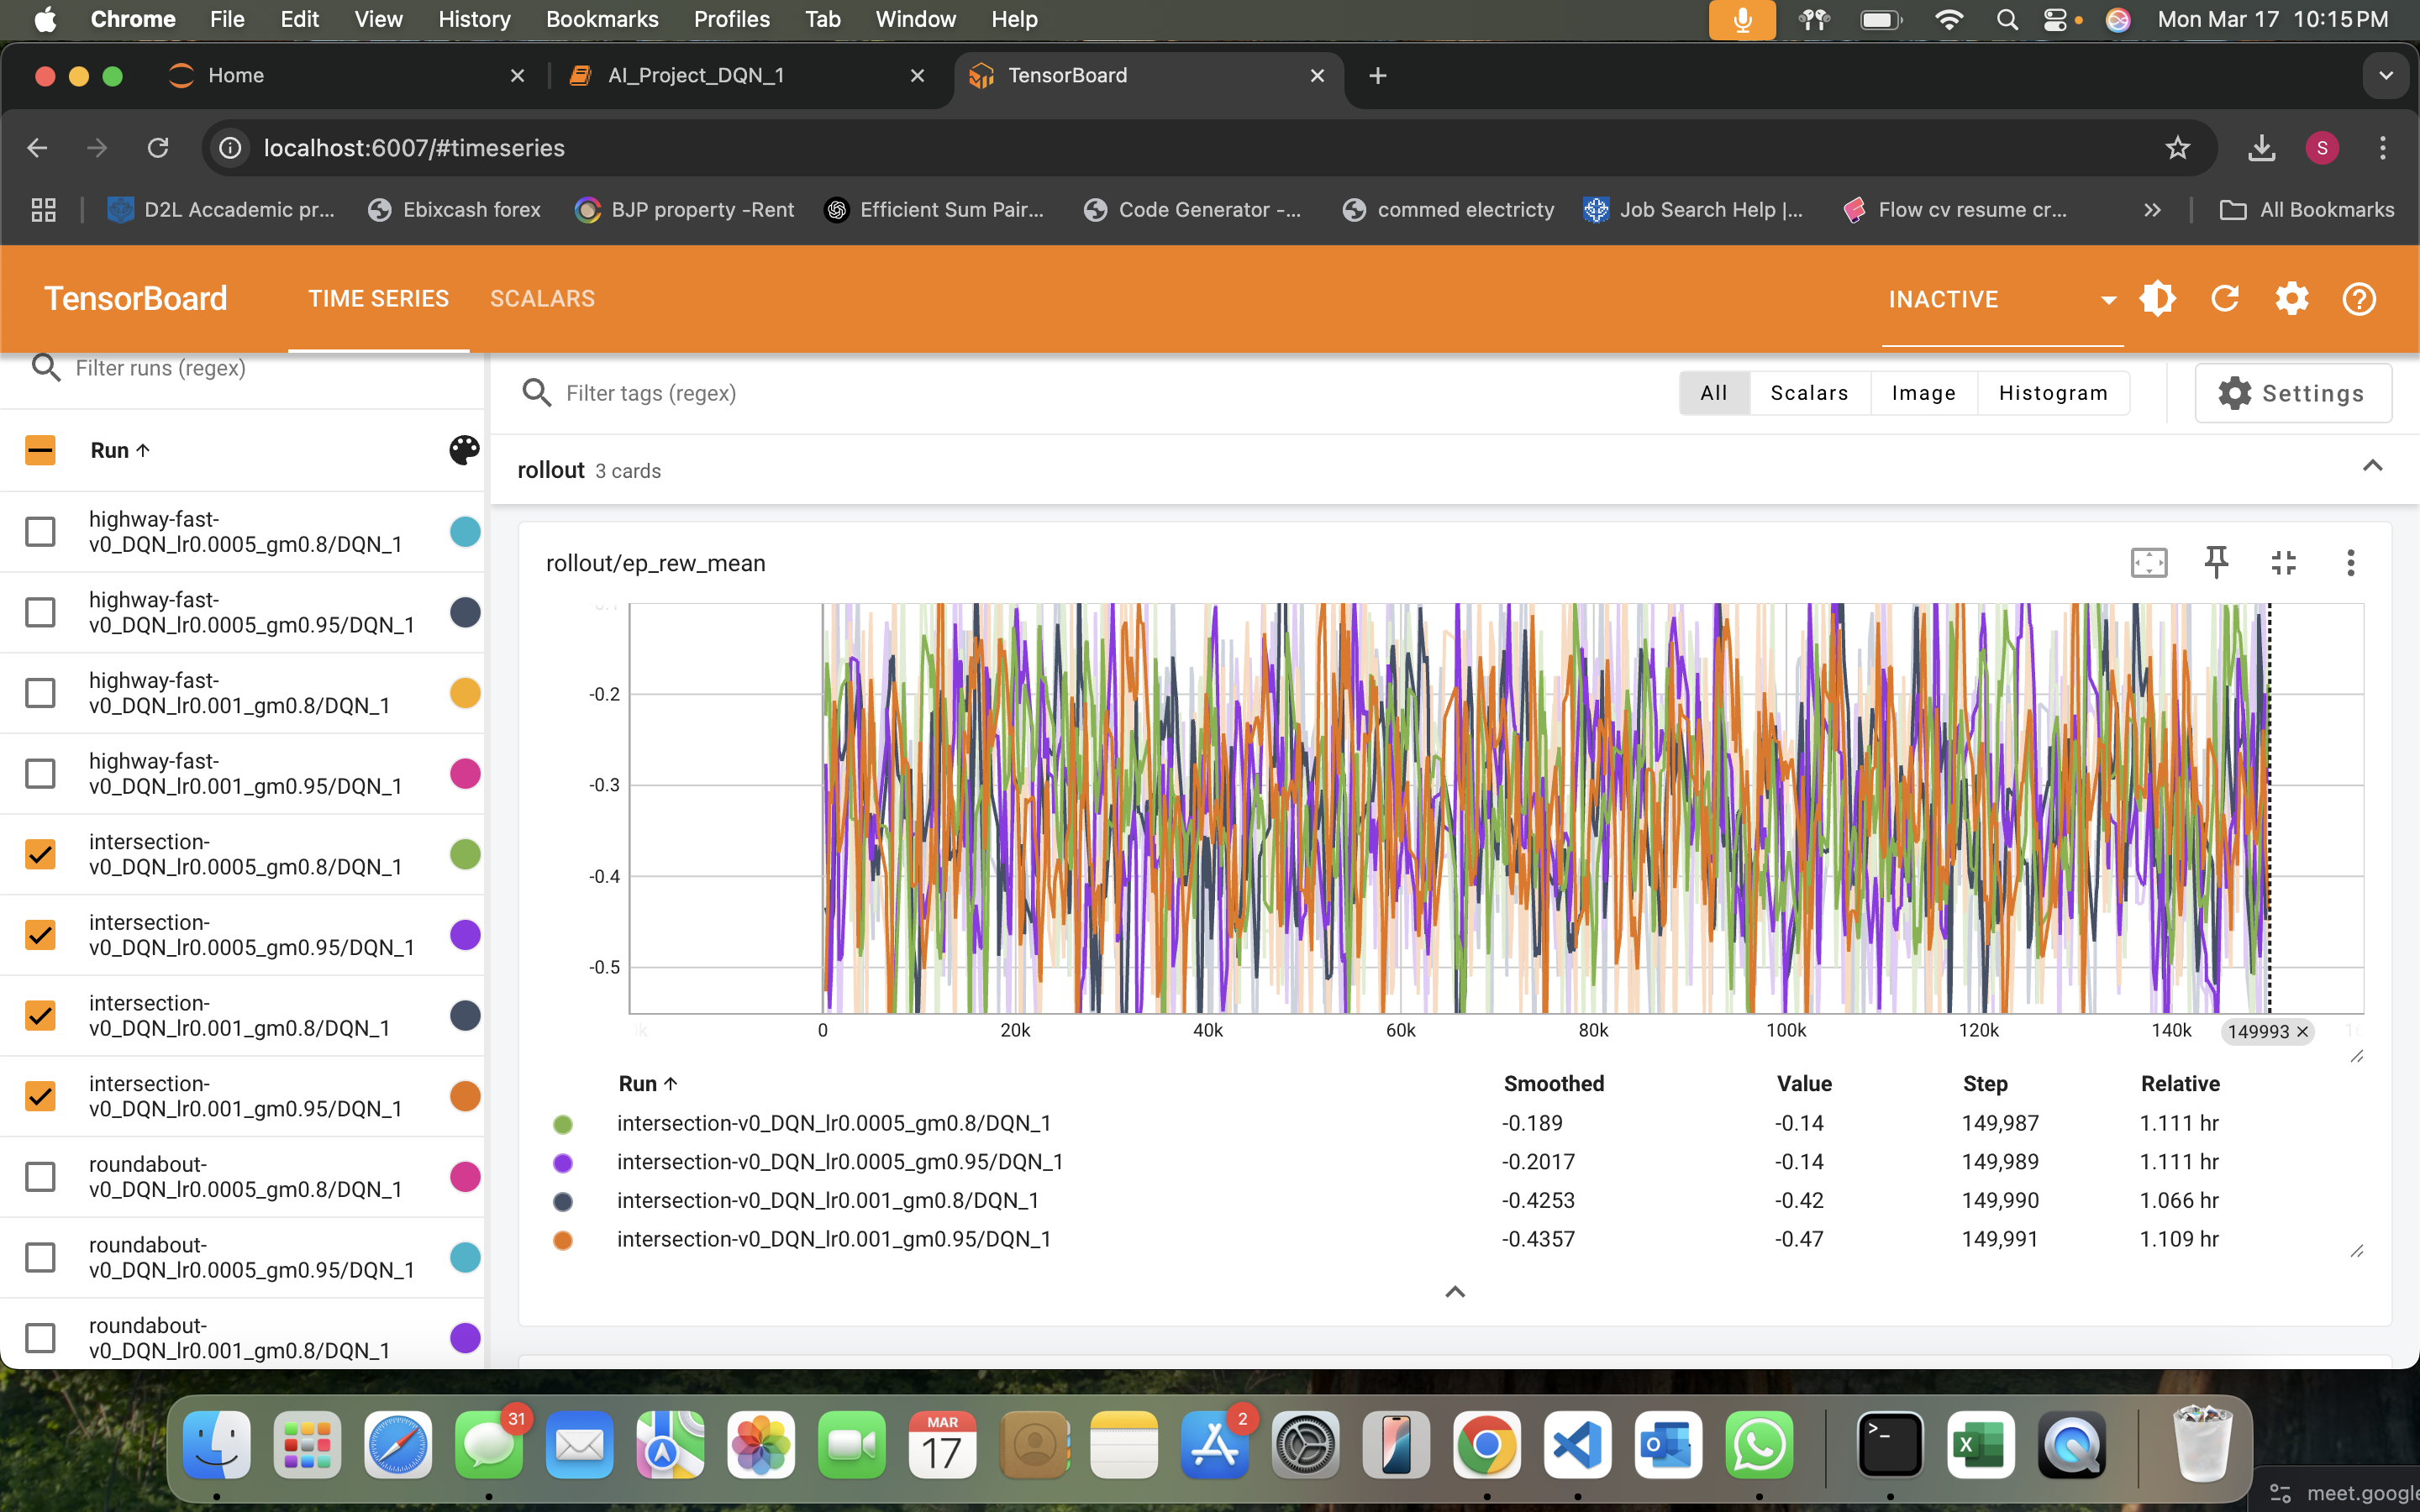 Chrome File Edit View History Bookmarks Profiles Tab Window Help Mon Mar 17 10:15 PM
Home AI_Project_DQN_1 TensorBoard
localhost:6007/#timeseries S
D2L Accademic pr... Ebixcash forex BJP property -Rent Efficient Sum Pair... Code Generator -... commed electricty Job Search Help |... Flow cv resume cr... All Bookmarks
TensorBoard TIME SERIES SCALARS INACTIVE
Filter runs (regex)
Run ↑
highway-fast-
v0_DQN_lr0.0005_gm0.8/DQN_1
highway-fast-
v0_DQN_lr0.0005_gm0.95/DQN_1
highway-fast-
v0_DQN_lr0.001_gm0.8/DQN_1
highway-fast-
v0_DQN_lr0.001_gm0.95/DQN_1
intersection-
v0_DQN_lr0.0005_gm0.8/DQN_1
intersection-
v0_DQN_lr0.0005_gm0.95/DQN_1
intersection-
v0_DQN_lr0.001_gm0.8/DQN_1
intersection-
v0_DQN_lr0.001_gm0.95/DQN_1
roundabout-
v0_DQN_lr0.0005_gm0.8/DQN_1
roundabout-
v0_DQN_lr0.0005_gm0.95/DQN_1
roundabout-
v0_DQN_lr0.001_gm0.8/DQN_1
Filter tags (regex) All Scalars Image Histogram Settings
rollout 3 cards
rollout/ep_rew_mean
-0.2
-0.3
-0.4
-0.5
0 20k 40k 60k 80k 100k 120k 140k 149993
Run ↑ Smoothed Value Step Relative
intersection-v0_DQN_lr0.0005_gm0.8/DQN_1 -0.189 -0.14 149,987 1.111 hr
intersection-v0_DQN_lr0.0005_gm0.95/DQN_1 -0.2017 -0.14 149,989 1.111 hr
intersection-v0_DQN_lr0.001_gm0.8/DQN_1 -0.4253 -0.42 149,990 1.066 hr
intersection-v0_DQN_lr0.001_gm0.95/DQN_1 -0.4357 -0.47 149,991 1.109 hr
31
MAR
17
2
meet.google